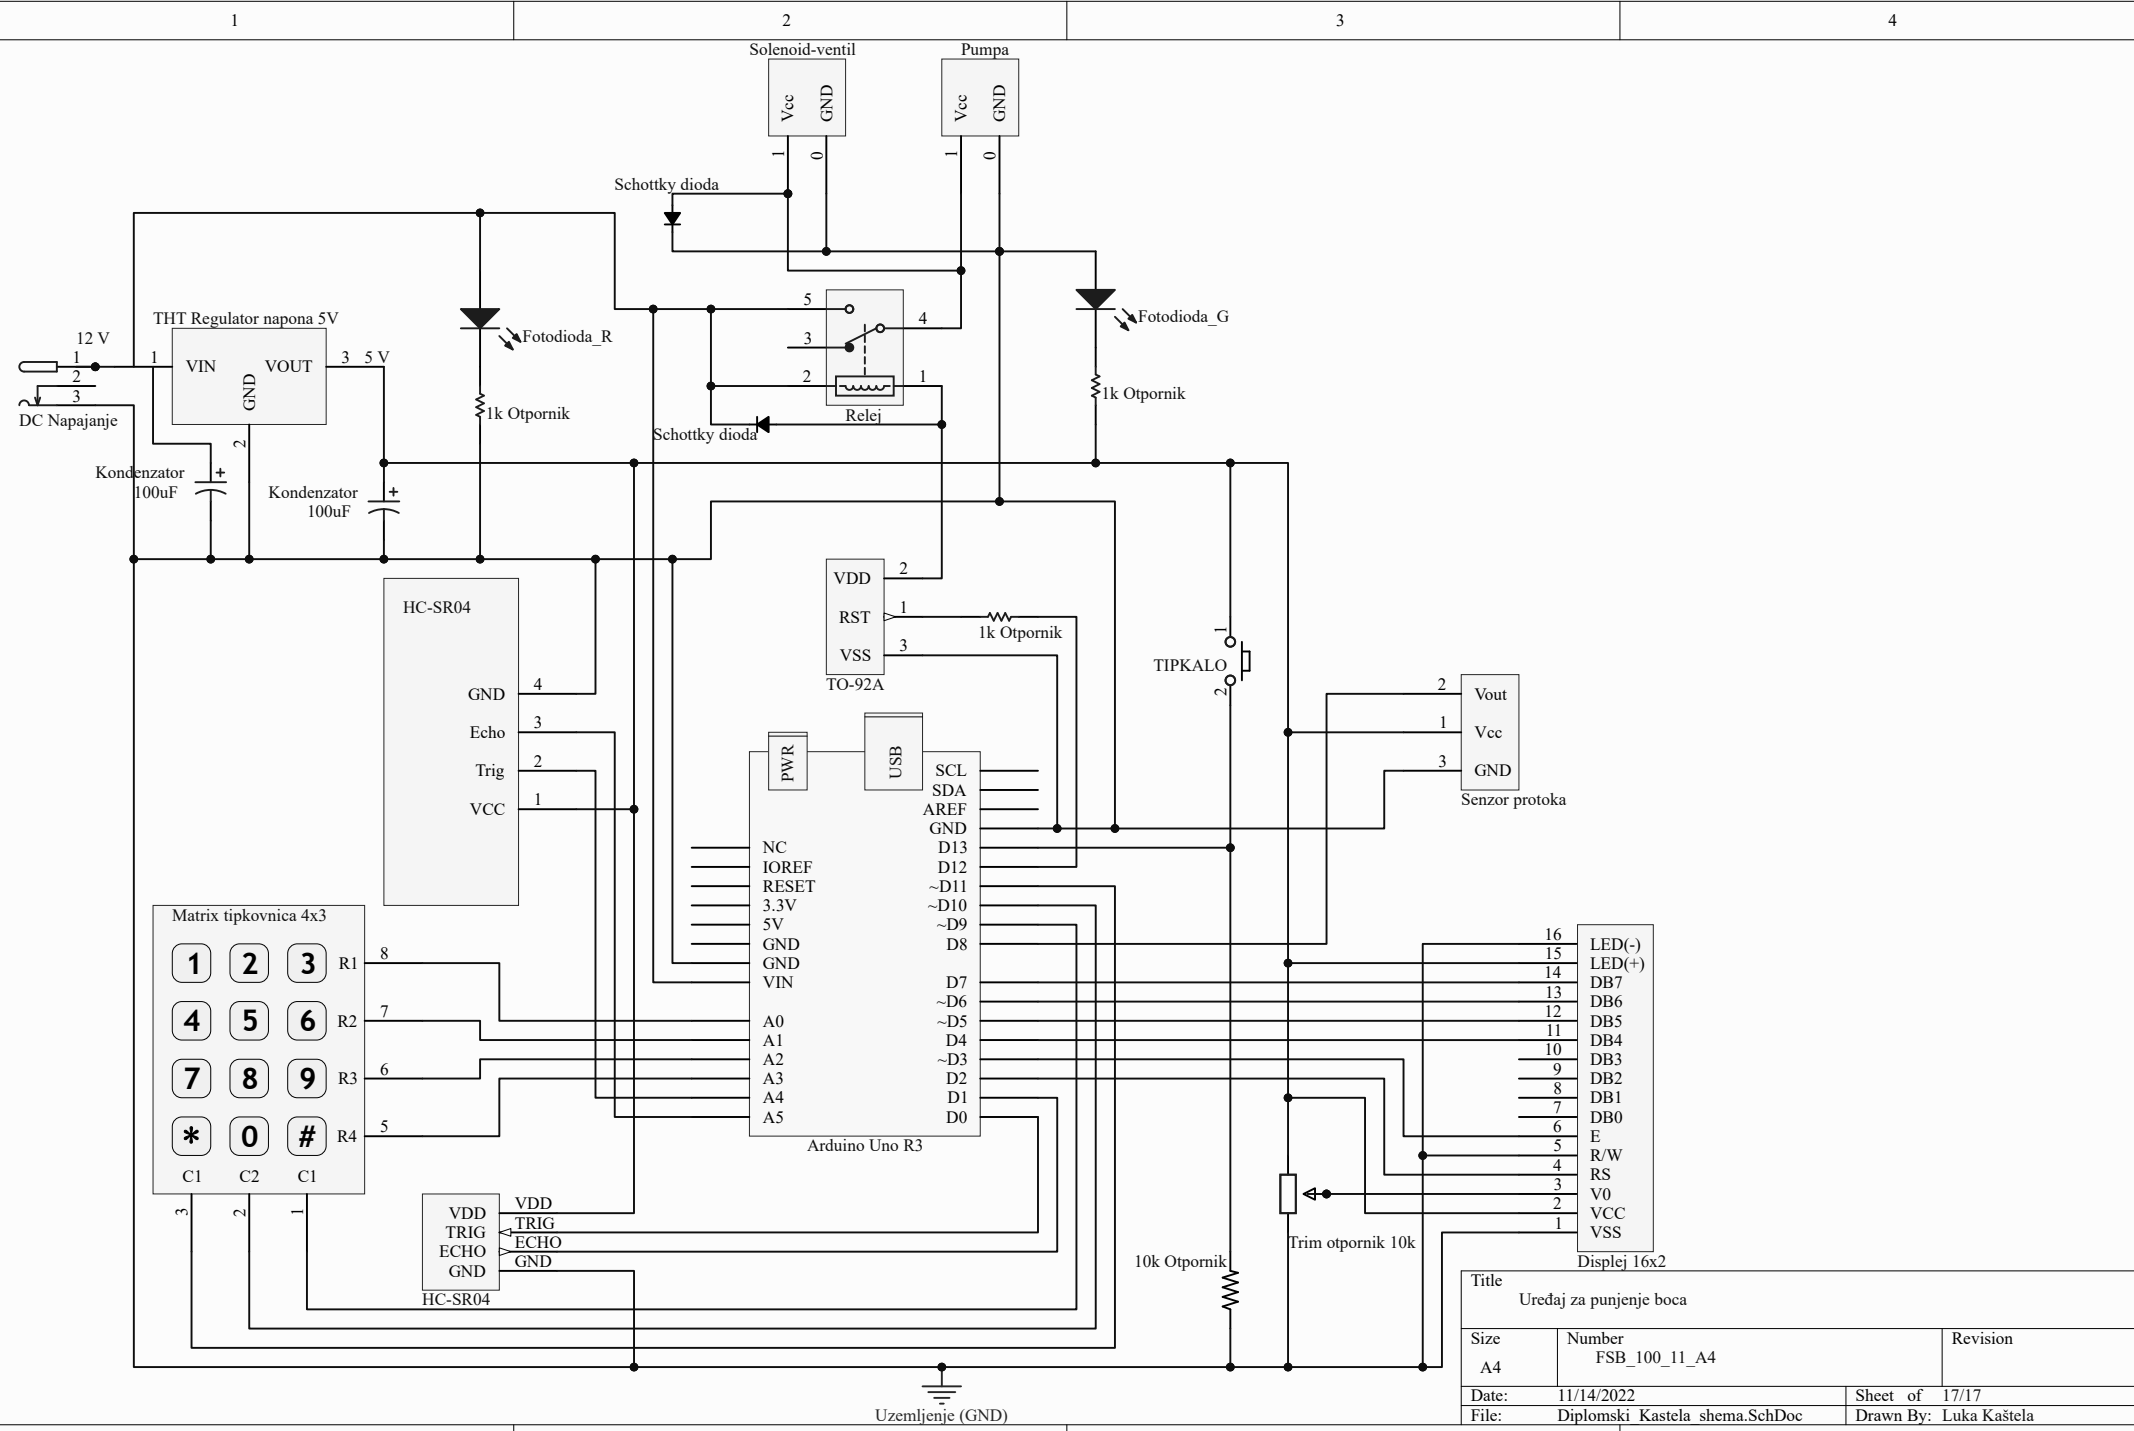 1
2
3
4
Solenoid-ventil
Pumpa
Vcc
GND
Vcc
GND
1
0
1
0
Schottky dioda
THT Regulator napona 5V
12 V
1
2
3
DC Napajanje
1
VIN
VOUT
GND
3
5 V
2
Kondenzator
100uF
+
Kondenzator
100uF
+
Fotodioda_R
1k Otpornik
5
4
3
2
1
Relej
Schottky dioda
Fotodioda_G
1k Otpornik
HC-SR04
GND
4
Echo
3
Trig
2
VCC
1
VDD
2
RST
1
VSS
3
TO-92A
1k Otpornik
1
TIPKALO
2
2
Vout
1
Vcc
3
GND
Senzor protoka
PWR
USB
SCL
SDA
AREF
GND
D13
D12
~D11
~D10
~D9
D8
D7
~D6
~D5
D4
~D3
D2
D1
D0
NC
IOREF
RESET
3.3V
5V
GND
GND
VIN
A0
A1
A2
A3
A4
A5
Arduino Uno R3
Matrix tipkovnica 4x3
1 2 3 R1 8
4 5 6 R2 7
7 8 9 R3 6
* 0 # R4 5
C1 C2 C1
3 2 1
VDD VDD
TRIG TRIG
ECHO ECHO
GND GND
HC-SR04
16 LED(-)
15 LED(+)
14 DB7
13 DB6
12 DB5
11 DB4
10 DB3
9 DB2
8 DB1
7 DB0
6 E
5 R/W
4 RS
3 V0
2 VCC
1 VSS
Displej 16x2
Trim otpornik 10k
10k Otpornik
Uzemljenje (GND)
Title
Uređaj za punjenje boca
Size
A4
Number
FSB_100_11_A4
Revision
Date: 11/14/2022
Sheet of 17/17
File: Diplomski_Kastela_shema.SchDoc
Drawn By: Luka Kaštela